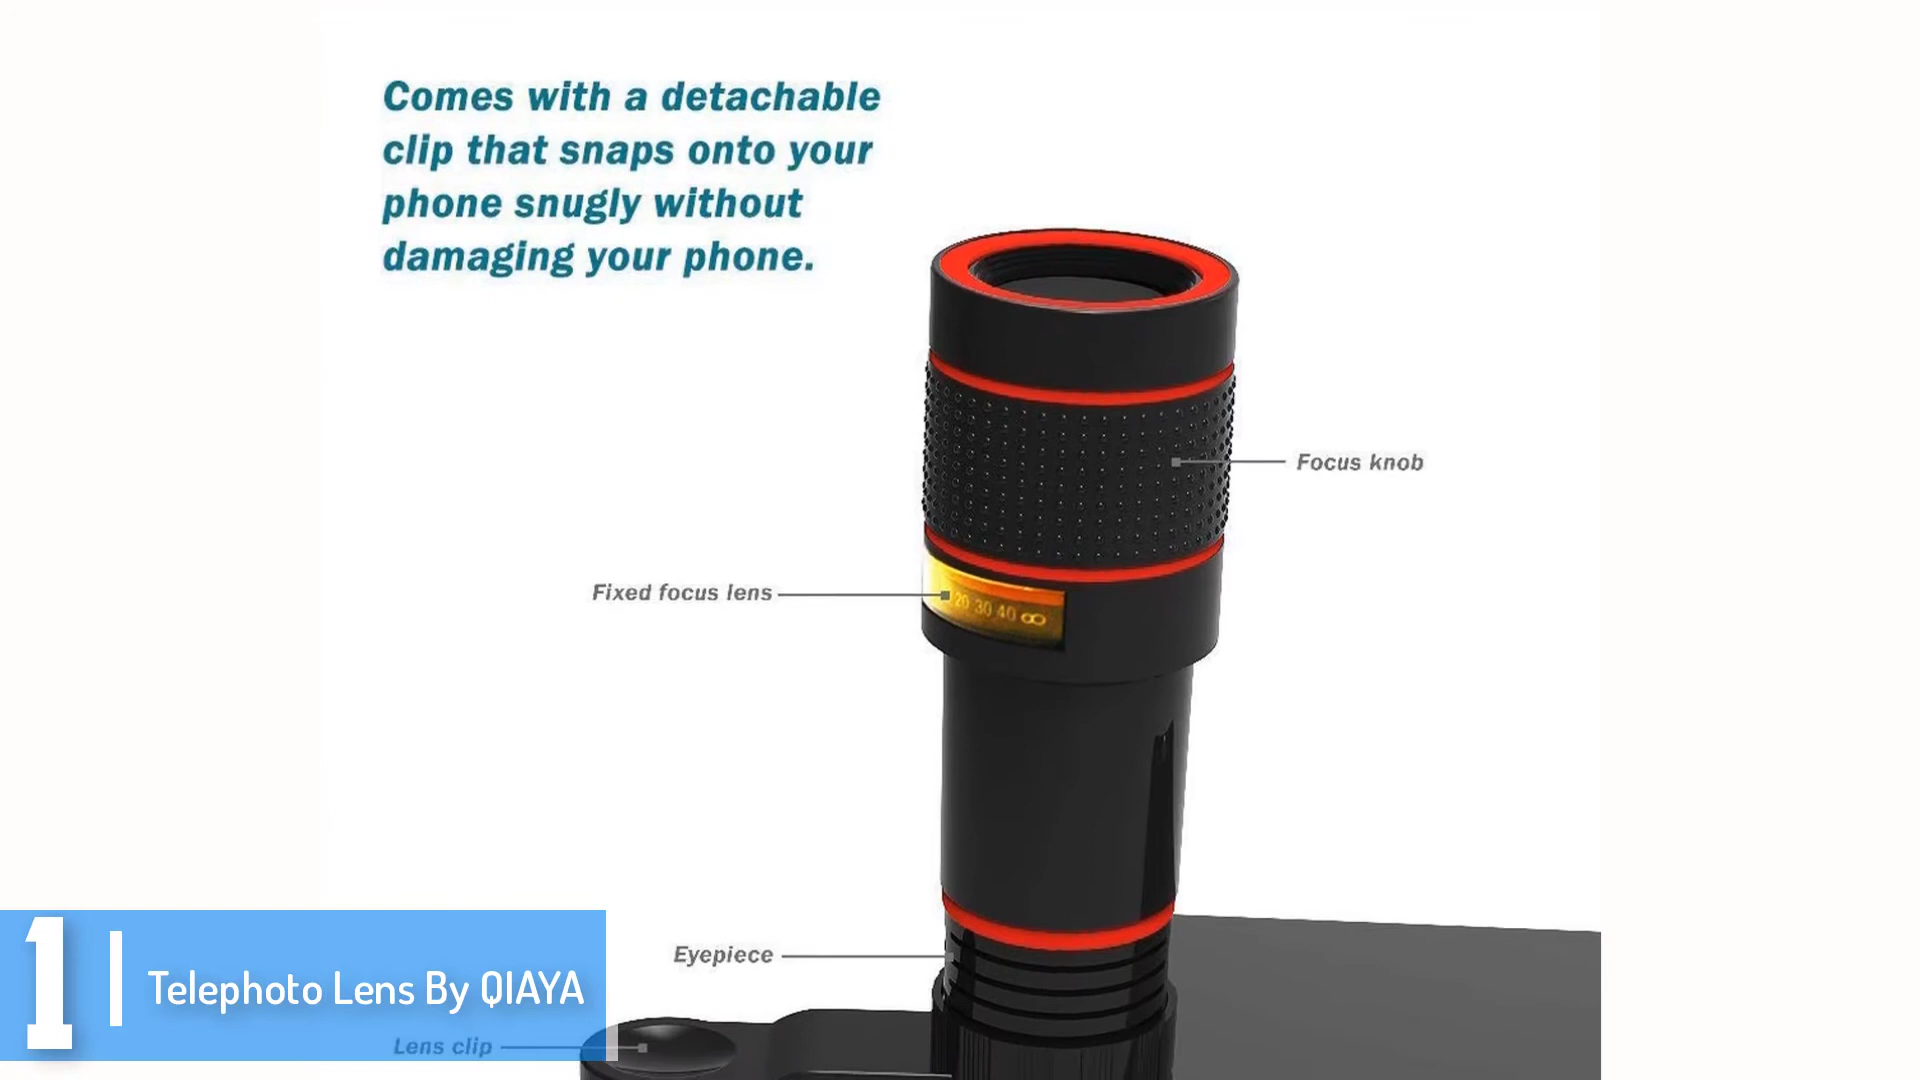 Comes with a detachable
clip that snaps onto your
phone snugly without
damaging your phone.
Focus knob
Fixed focus lens
20 30 40 ∞
Eyepiece
1
Telephoto Lens By QIAYA
Lens clip